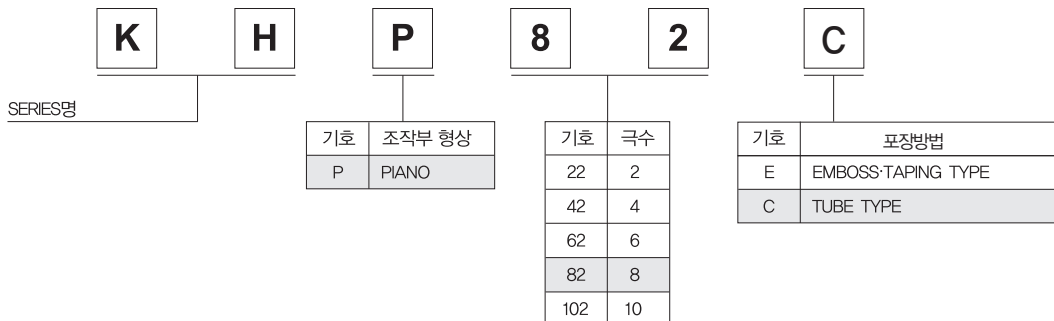 K H P 8 2 C
SERIES명
기호 조작부 형상
P PIANO
기호 극수
22 2
42 4
62 6
82 8
102 10
기호 포장방법
E EMBOSS·TAPING TYPE
C TUBE TYPE